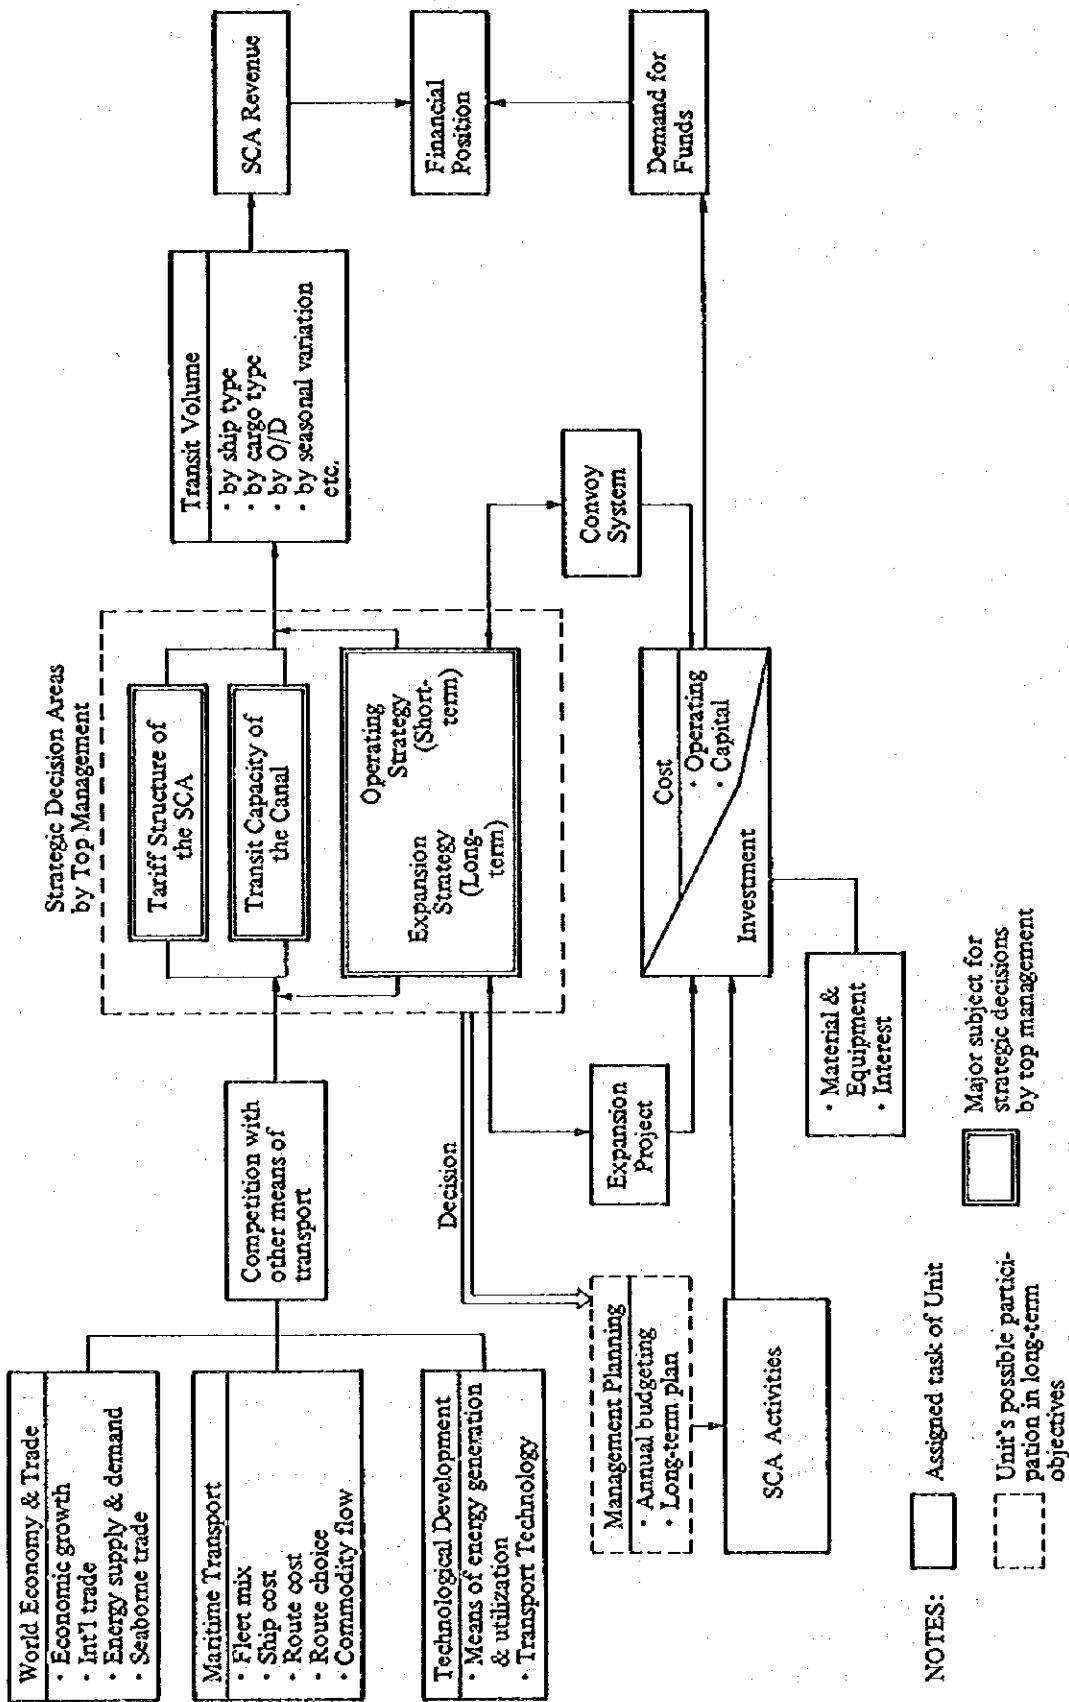 World Economy & Trade
· Economic growth
· Int'l trade
· Energy supply & demand
· Seaborne trade
Maritime Transport
· Fleet mix
· Ship cost
· Route cost
· Route choice
· Commodity flow
Technological Development
· Means of energy generation
& utilization
· Transport Technology
Competition with
other means of
transport
Strategic Decision Areas
by Top Management
Tariff Structure of
the SCA
Transit Capacity of
the Canal
Expansion
Strategy
(Long-
term)
Operating
Strategy
(Short-
term)
Transit Volume
· by ship type
· by cargo type
· by O/D
· by seasonal variation
etc.
SCA Revenue
Financial
Position
Demand for
Funds
Decision
Management Planning
· Annual budgeting
· Long-term plan
SCA Activities
Expansion
Project
Convoy
System
Cost
· Operating
· Capital
Investment
· Material &
Equipment
· Interest
NOTES:
Assigned task of Unit
Unit's possible partici-
pation in long-term
objectives
Major subject for
strategic decisions
by top management